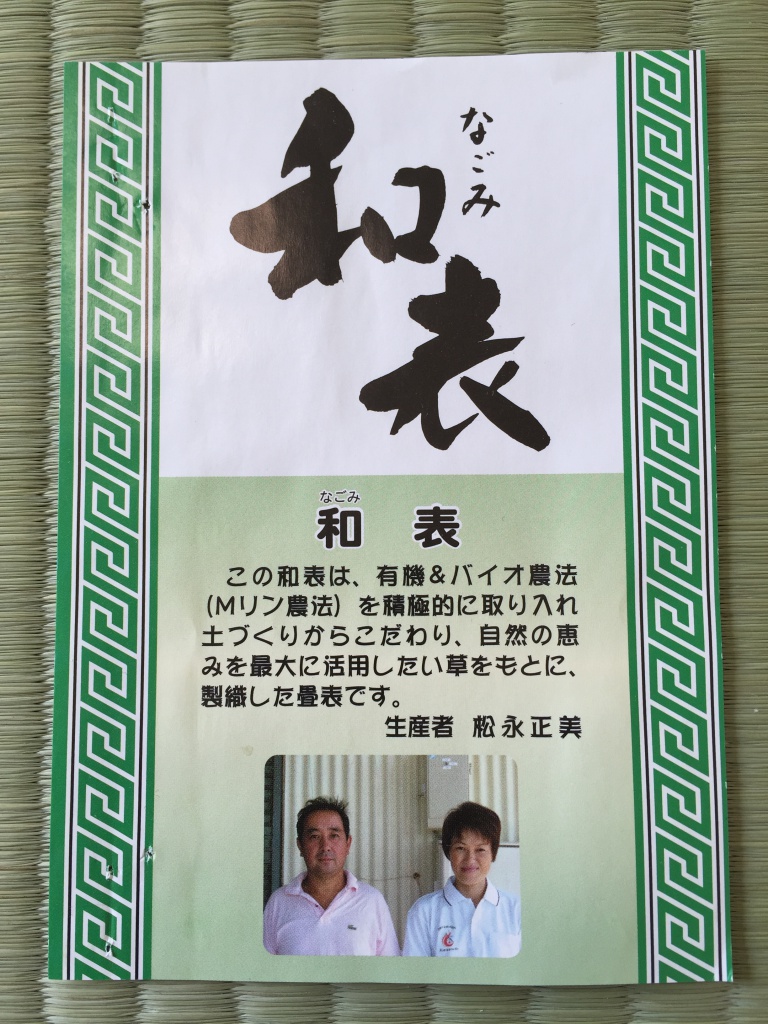 なごみ
和表
なごみ
和 表
この和表は、有機&バイオ農法
(Mリン農法)を積極的に取り入れ
土づくりからこだわり、自然の恵
みを最大に活用したい草をもとに、
製織した畳表です。
生産者 松永正美